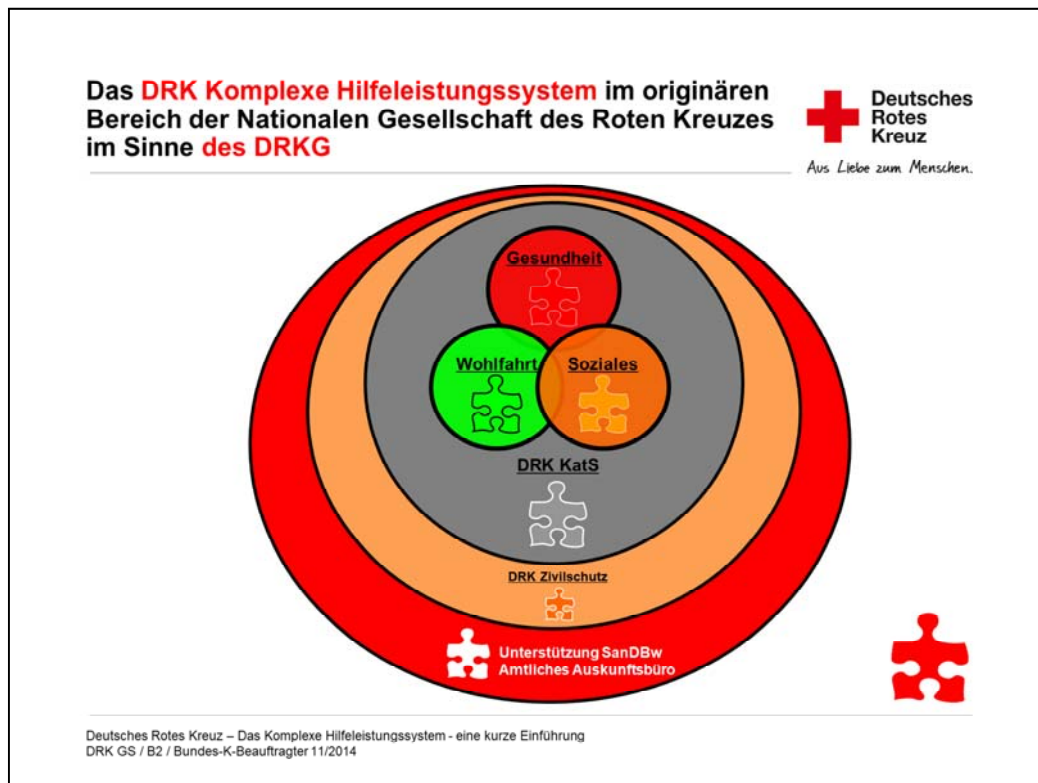 Das DRK Komplexe Hilfeleistungssystem im originären
Bereich der Nationalen Gesellschaft des Roten Kreuzes
im Sinne des DRKG
Deutsches
Rotes
Kreuz
Aus Liebe zum Menschen.
Gesundheit
Wohlfahrt
Soziales
DRK KatS
DRK Zivilschutz
Unterstützung SanDBw
Amtliches Auskunftsbüro
Deutsches Rotes Kreuz – Das Komplexe Hilfeleistungssystem - eine kurze Einführung
DRK GS / B2 / Bundes-K-Beauftragter 11/2014